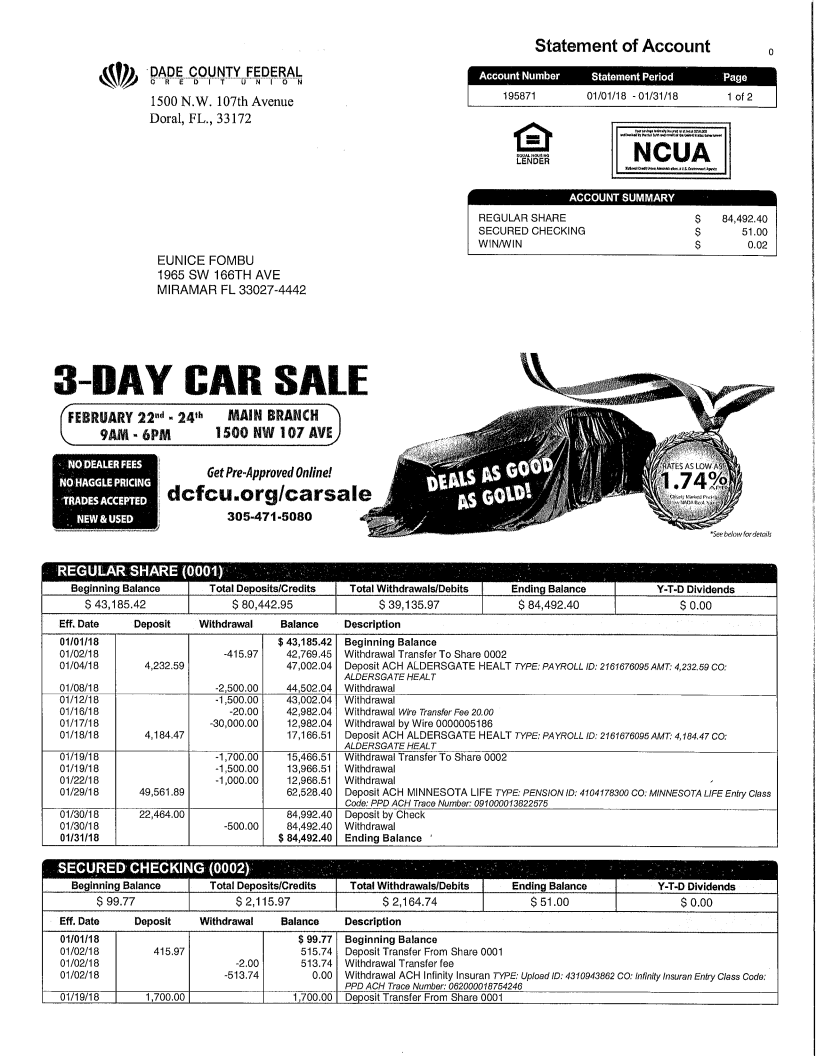 Statement of Account
0
DADE COUNTY FEDERAL
CREDIT UNION
1500 N.W. 107th Avenue
Doral, FL., 33172
Account Number Statement Period Page
195871 01/01/18 - 01/31/18 1 of 2
EQUAL HOUSING
LENDER
NCUA
ACCOUNT SUMMARY
REGULAR SHARE $ 84,492.40
SECURED CHECKING $ 51.00
WIN/WIN $ 0.02
EUNICE FOMBU
1965 SW 166TH AVE
MIRAMAR FL 33027-4442
3-DAY CAR SALE
FEBRUARY 22nd - 24th MAIN BRANCH
9AM - 6PM 1500 NW 107 AVE
NO DEALER FEES
NO HAGGLE PRICING
TRADES ACCEPTED
NEW & USED
Get Pre-Approved Online!
dcfcu.org/carsale
305-471-5080
DEALS AS GOOD
AS GOLD!
RATES AS LOW AS
1.74%
*See below for details
REGULAR SHARE (0001)
Beginning Balance Total Deposits/Credits Total Withdrawals/Debits Ending Balance Y-T-D Dividends
$ 43,185.42 $ 80,442.95 $ 39,135.97 $ 84,492.40 $ 0.00
Eff. Date Deposit Withdrawal Balance Description
01/01/18 $ 43,185.42 Beginning Balance
01/02/18 -415.97 42,769.45 Withdrawal Transfer To Share 0002
01/04/18 4,232.59 47,002.04 Deposit ACH ALDERSGATE HEALT TYPE: PAYROLL ID: 2161676095 AMT: 4,232.59 CO:
ALDERSGATE HEALT
01/08/18 -2,500.00 44,502.04 Withdrawal
01/12/18 -1,500.00 43,002.04 Withdrawal
01/16/18 -20.00 42,982.04 Withdrawal Wire Transfer Fee 20.00
01/17/18 -30,000.00 12,982.04 Withdrawal by Wire 0000005186
01/18/18 4,184.47 17,166.51 Deposit ACH ALDERSGATE HEALT TYPE: PAYROLL ID: 2161676095 AMT: 4,184.47 CO:
ALDERSGATE HEALT
01/19/18 -1,700.00 15,466.51 Withdrawal Transfer To Share 0002
01/19/18 -1,500.00 13,966.51 Withdrawal
01/22/18 -1,000.00 12,966.51 Withdrawal
01/29/18 49,561.89 62,528.40 Deposit ACH MINNESOTA LIFE TYPE: PENSION ID: 4104178300 CO: MINNESOTA LIFE Entry Class
Code: PPD ACH Trace Number: 091000013822575
01/30/18 22,464.00 84,992.40 Deposit by Check
01/30/18 -500.00 84,492.40 Withdrawal
01/31/18 $ 84,492.40 Ending Balance
SECURED CHECKING (0002)
Beginning Balance Total Deposits/Credits Total Withdrawals/Debits Ending Balance Y-T-D Dividends
$ 99.77 $ 2,115.97 $ 2,164.74 $ 51.00 $ 0.00
Eff. Date Deposit Withdrawal Balance Description
01/01/18 $ 99.77 Beginning Balance
01/02/18 415.97 515.74 Deposit Transfer From Share 0001
01/02/18 -2.00 513.74 Withdrawal Transfer fee
01/02/18 -513.74 0.00 Withdrawal ACH Infinity Insuran TYPE: Upload ID: 4310943862 CO: Infinity Insuran Entry Class Code:
PPD ACH Trace Number: 062000018754246
01/19/18 1,700.00 1,700.00 Deposit Transfer From Share 0001